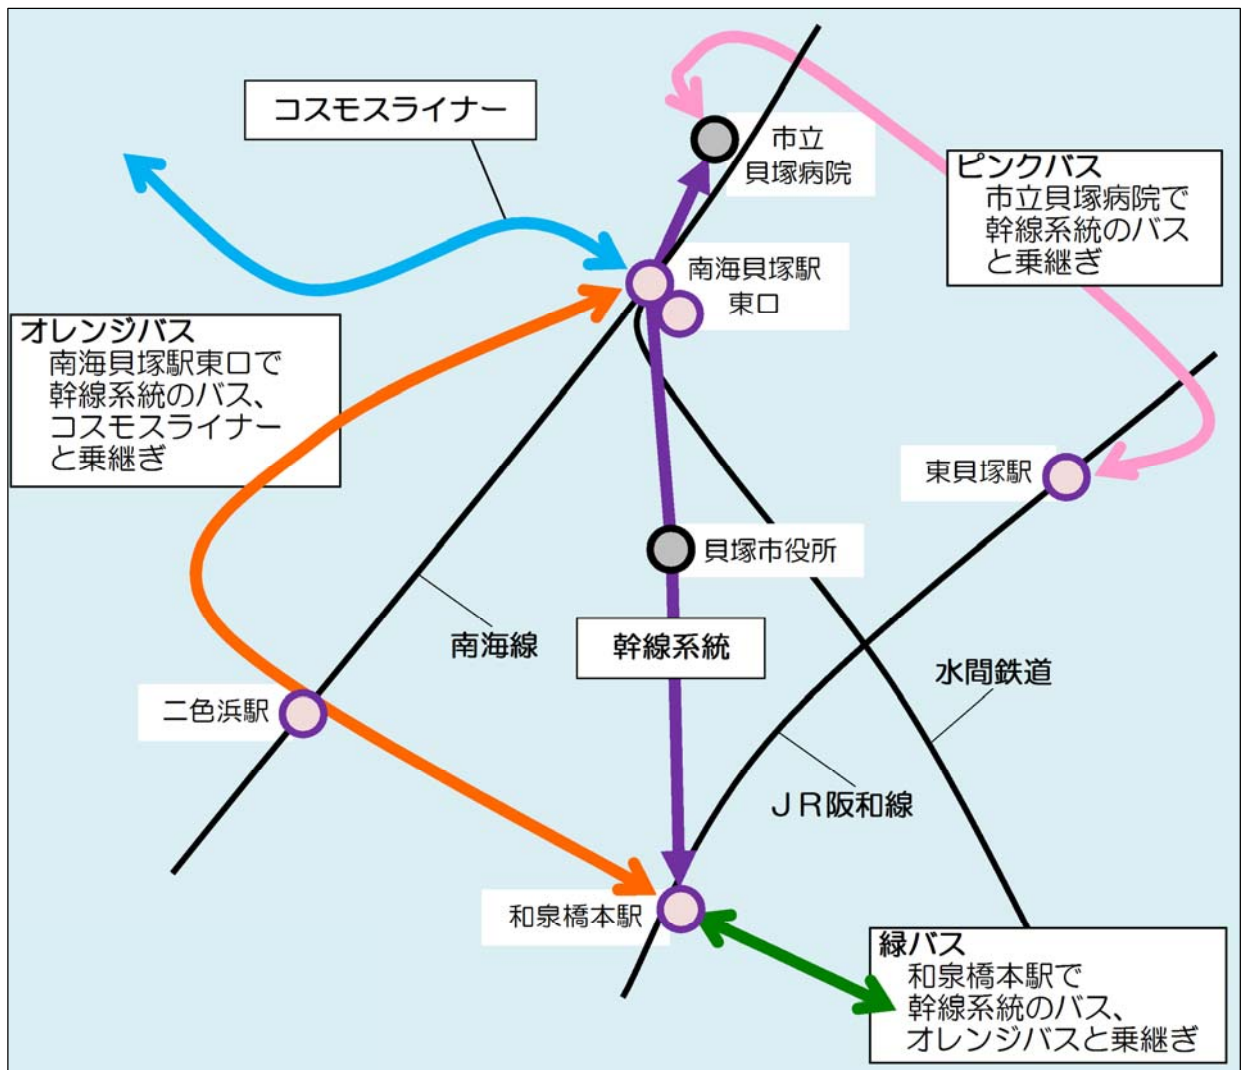 コスモスライナー
市立
貝塚病院
ピンクバス
市立貝塚病院で
幹線系統のバス
と乗継ぎ
南海貝塚駅
東口
オレンジバス
南海貝塚駅東口で
幹線系統のバス、
コスモスライナー
と乗継ぎ
東貝塚駅
貝塚市役所
南海線
幹線系統
水間鉄道
二色浜駅
ＪＲ阪和線
和泉橋本駅
緑バス
和泉橋本駅で
幹線系統のバス、
オレンジバスと乗継ぎ